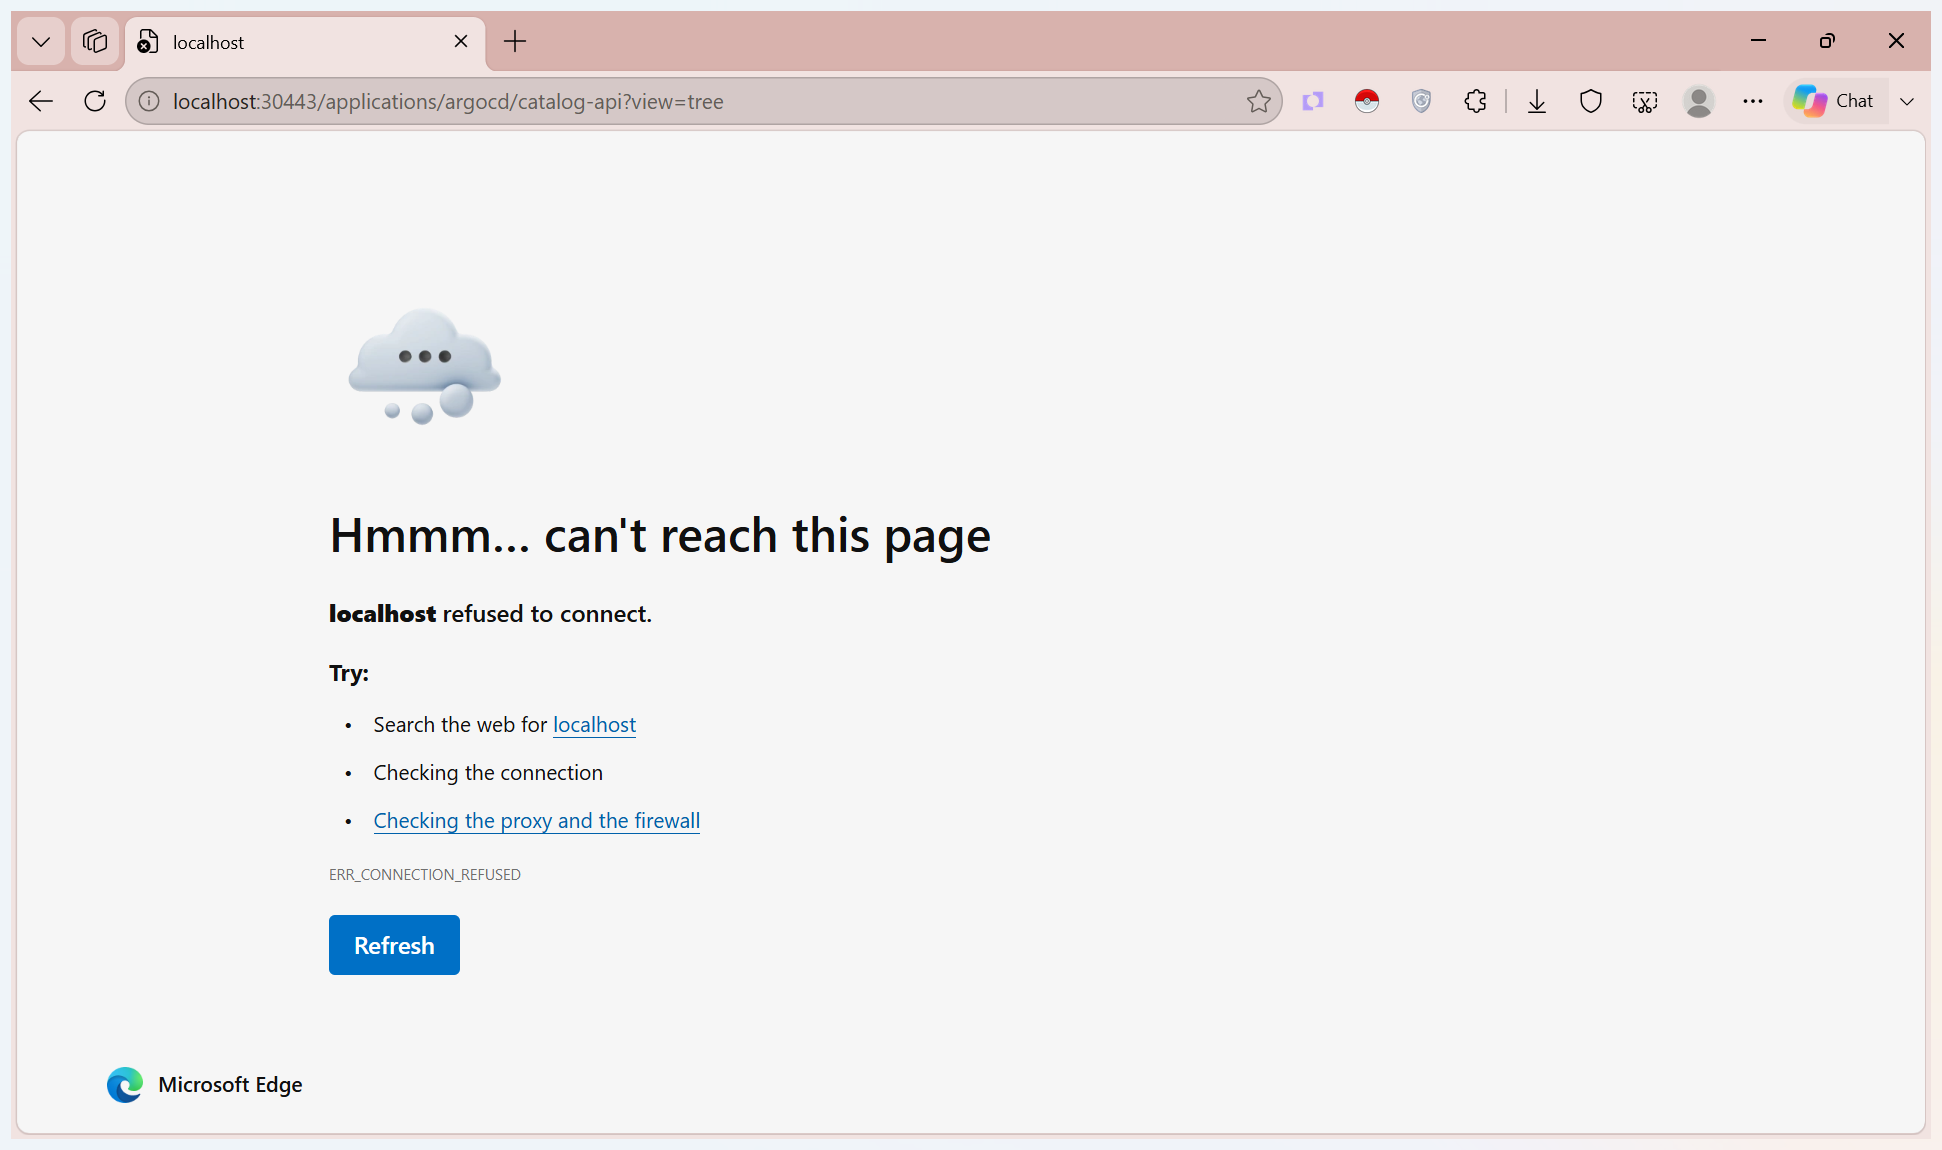 localhost
localhost:30443/applications/argocd/catalog-api?view=tree
Chat
Hmmm... can't reach this page
localhost refused to connect.
Try:
• Search the web for localhost
• Checking the connection
• Checking the proxy and the firewall
ERR_CONNECTION_REFUSED
Refresh
Microsoft Edge